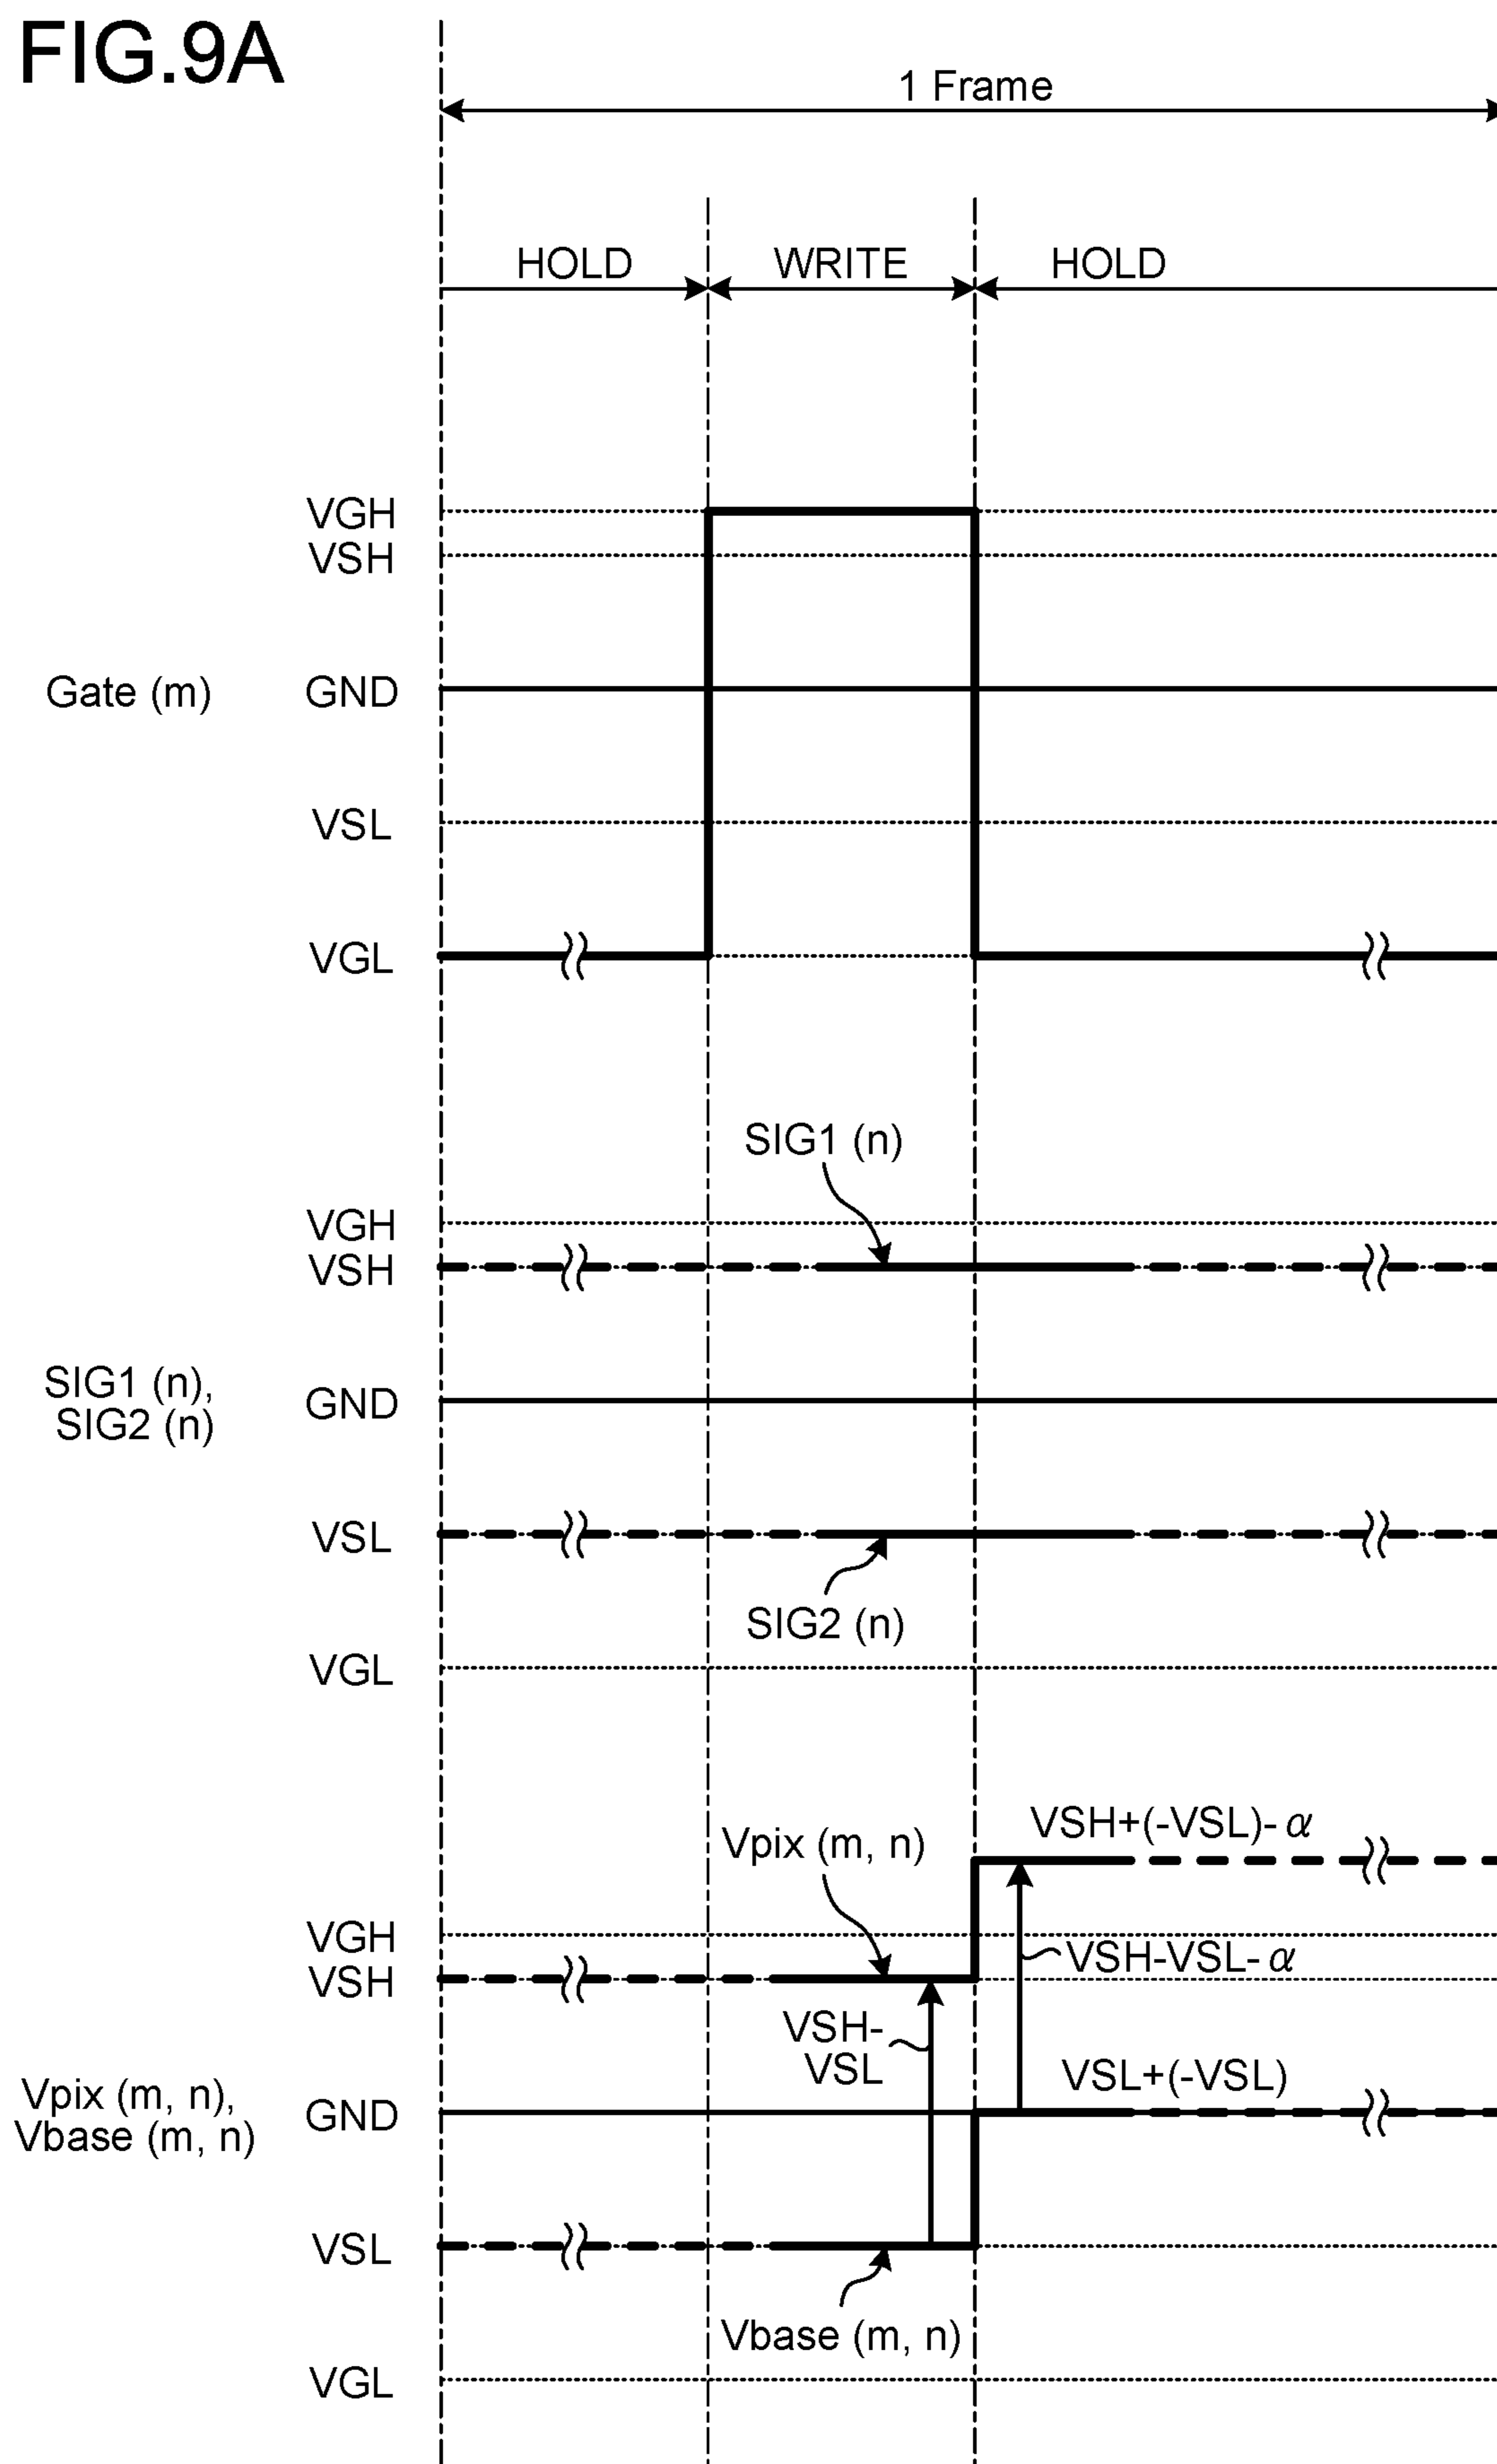 FIG.9A
1 Frame
HOLD
WRITE
HOLD
VGH
VSH
Gate (m)
GND
VSL
VGL
SIG1 (n)
VGH
VSH
SIG1 (n),
SIG2 (n)
GND
VSL
SIG2 (n)
VGL
VSH+(-VSL)-α
Vpix (m, n)
VGH
VSH-VSL-α
VSH
VSH-
VSL
VSL+(-VSL)
Vpix (m, n),
Vbase (m, n)
GND
VSL
Vbase (m, n)
VGL